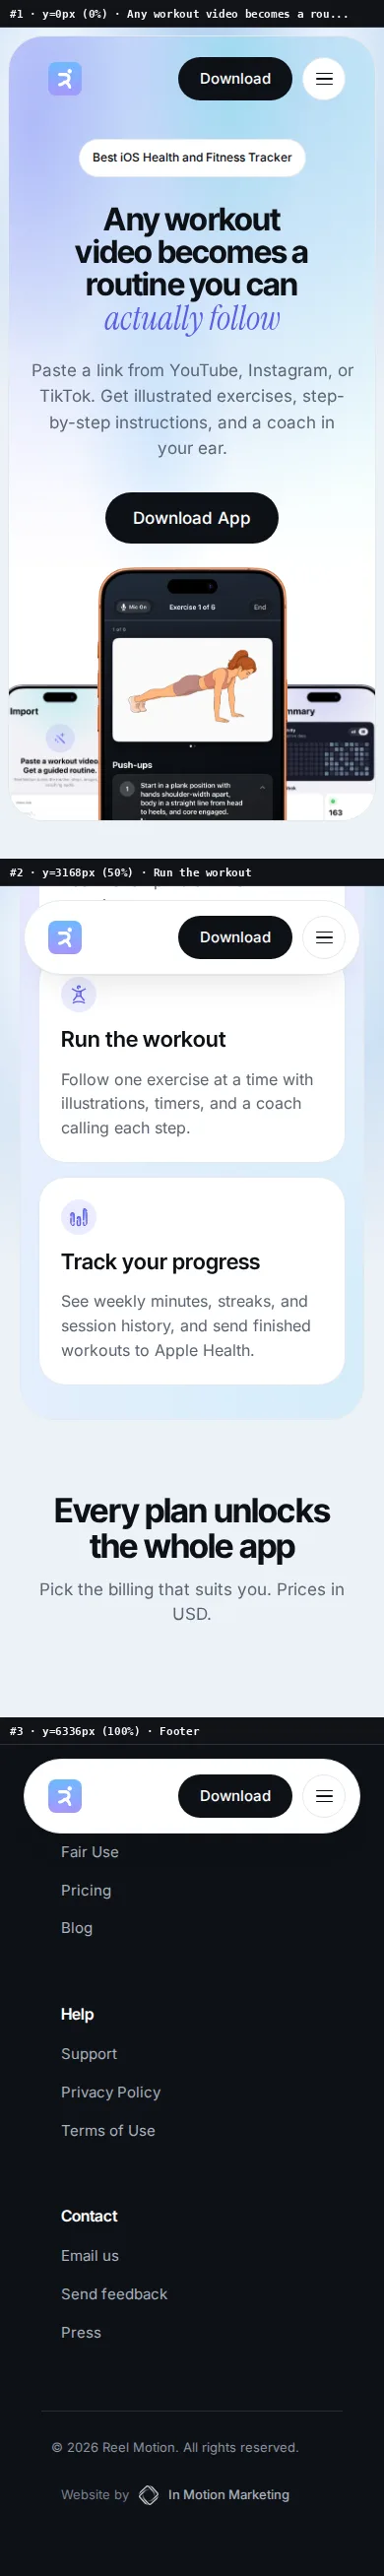 #1 · y=0px (0%) · Any workout video becomes a rou...
Download
Best iOS Health and Fitness Tracker
Any workout
video becomes a
routine you can
actually follow
Paste a link from YouTube, Instagram, or
TikTok. Get illustrated exercises, step-
by-step instructions, and a coach in
your ear.
Download App
Mic On
Exercise 1 of 6
End
1 of 6
Import
Paste a workout video.
Get a guided routine.
Push-ups
1
Start in a plank position with
hands shoulder-width apart,
body in a straight line from head
to heels, and core engaged.
mmary
163
#2 · y=3168px (50%) · Run the workout
Download
Run the workout
Follow one exercise at a time with
illustrations, timers, and a coach
calling each step.
Track your progress
See weekly minutes, streaks, and
session history, and send finished
workouts to Apple Health.
Every plan unlocks
the whole app
Pick the billing that suits you. Prices in
USD.
#3 · y=6336px (100%) · Footer
Download
Fair Use
Pricing
Blog
Help
Support
Privacy Policy
Terms of Use
Contact
Email us
Send feedback
Press
© 2026 Reel Motion. All rights reserved.
Website by In Motion Marketing